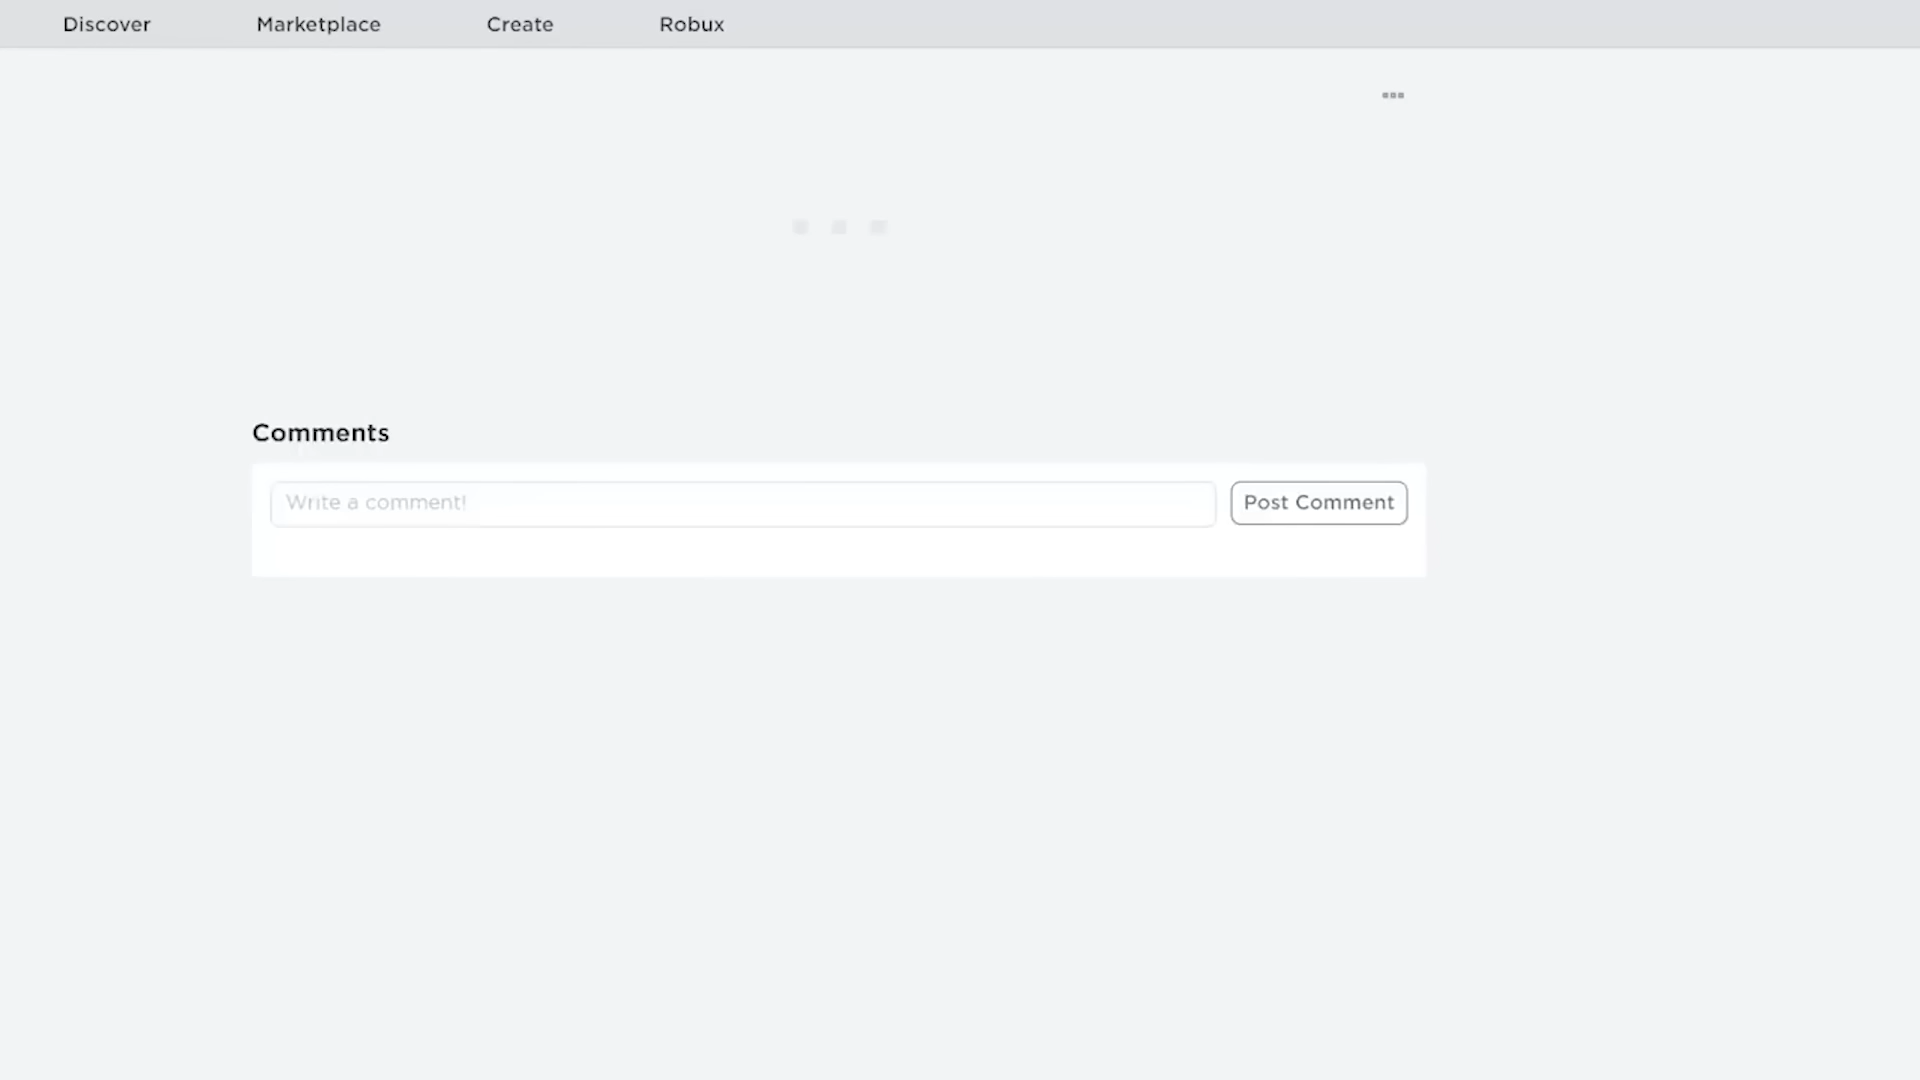 Discover Marketplace Create Robux
Comments
Write a comment!
Post Comment